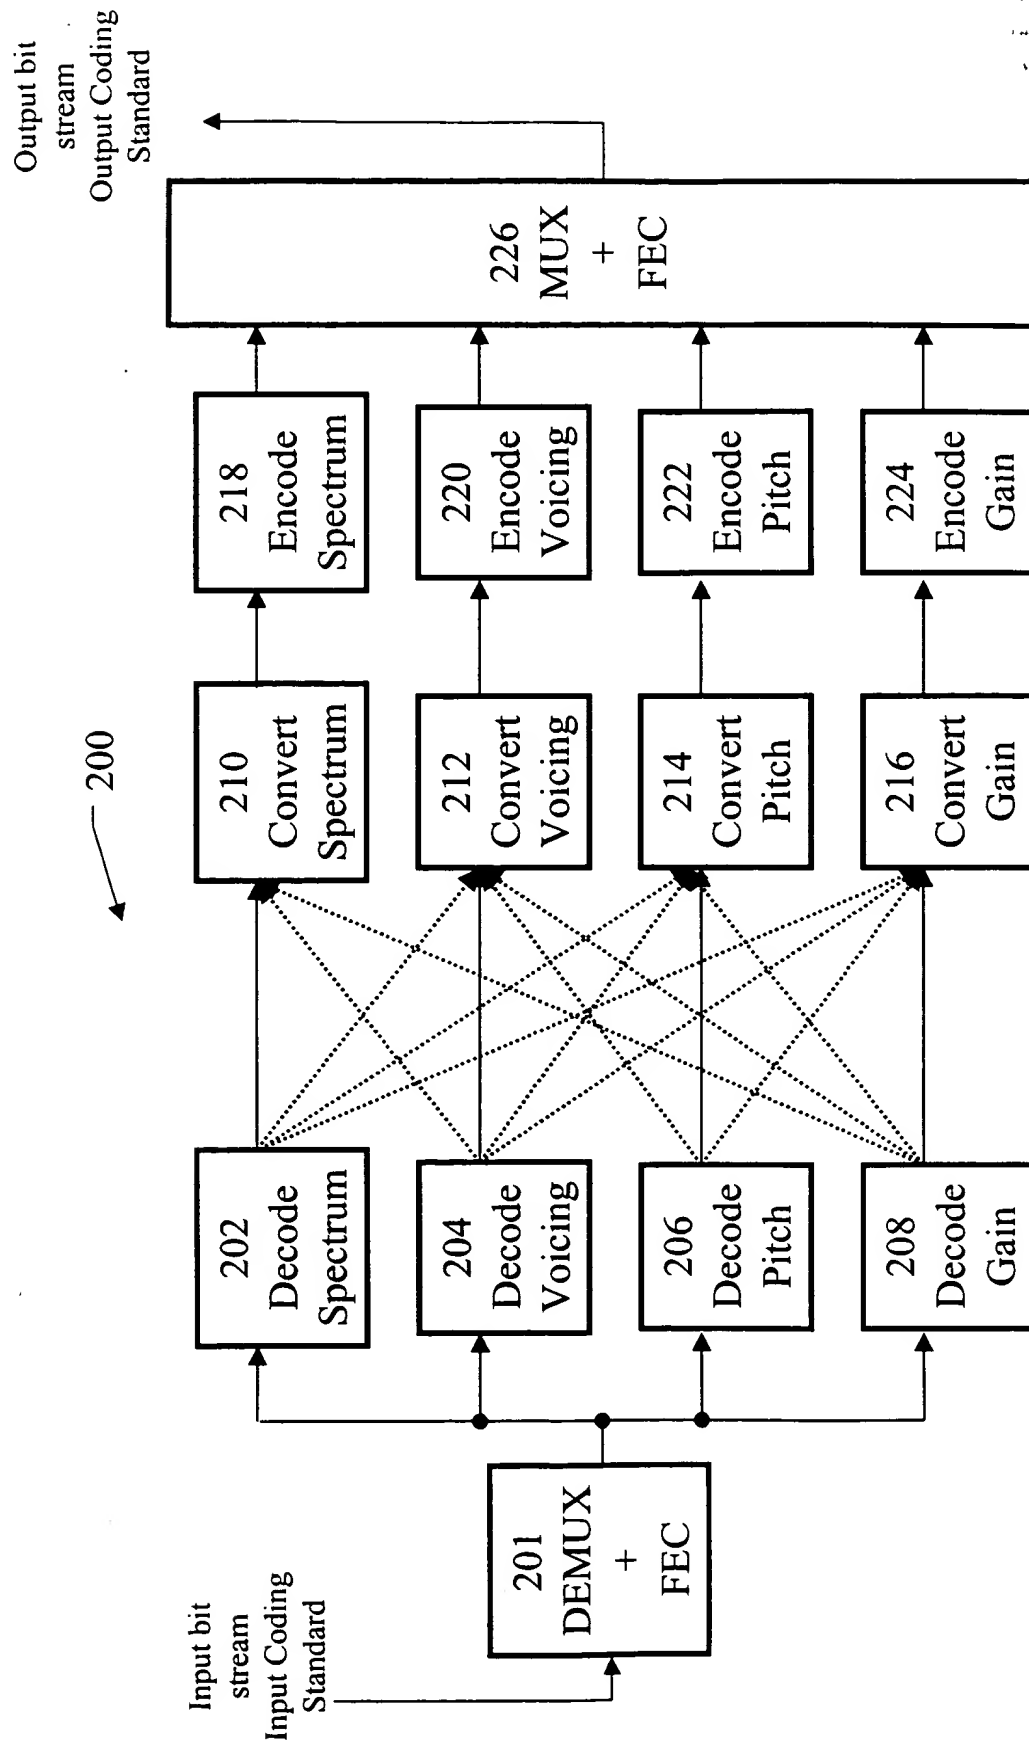 200
Input bit
stream
Input Coding
Standard
201
DEMUX
+
FEC
202
Decode
Spectrum
204
Decode
Voicing
206
Decode
Pitch
208
Decode
Gain
210
Convert
Spectrum
212
Convert
Voicing
214
Convert
Pitch
216
Convert
Gain
218
Encode
Spectrum
220
Encode
Voicing
222
Encode
Pitch
224
Encode
Gain
226
MUX
+
FEC
Output bit
stream
Output Coding
Standard